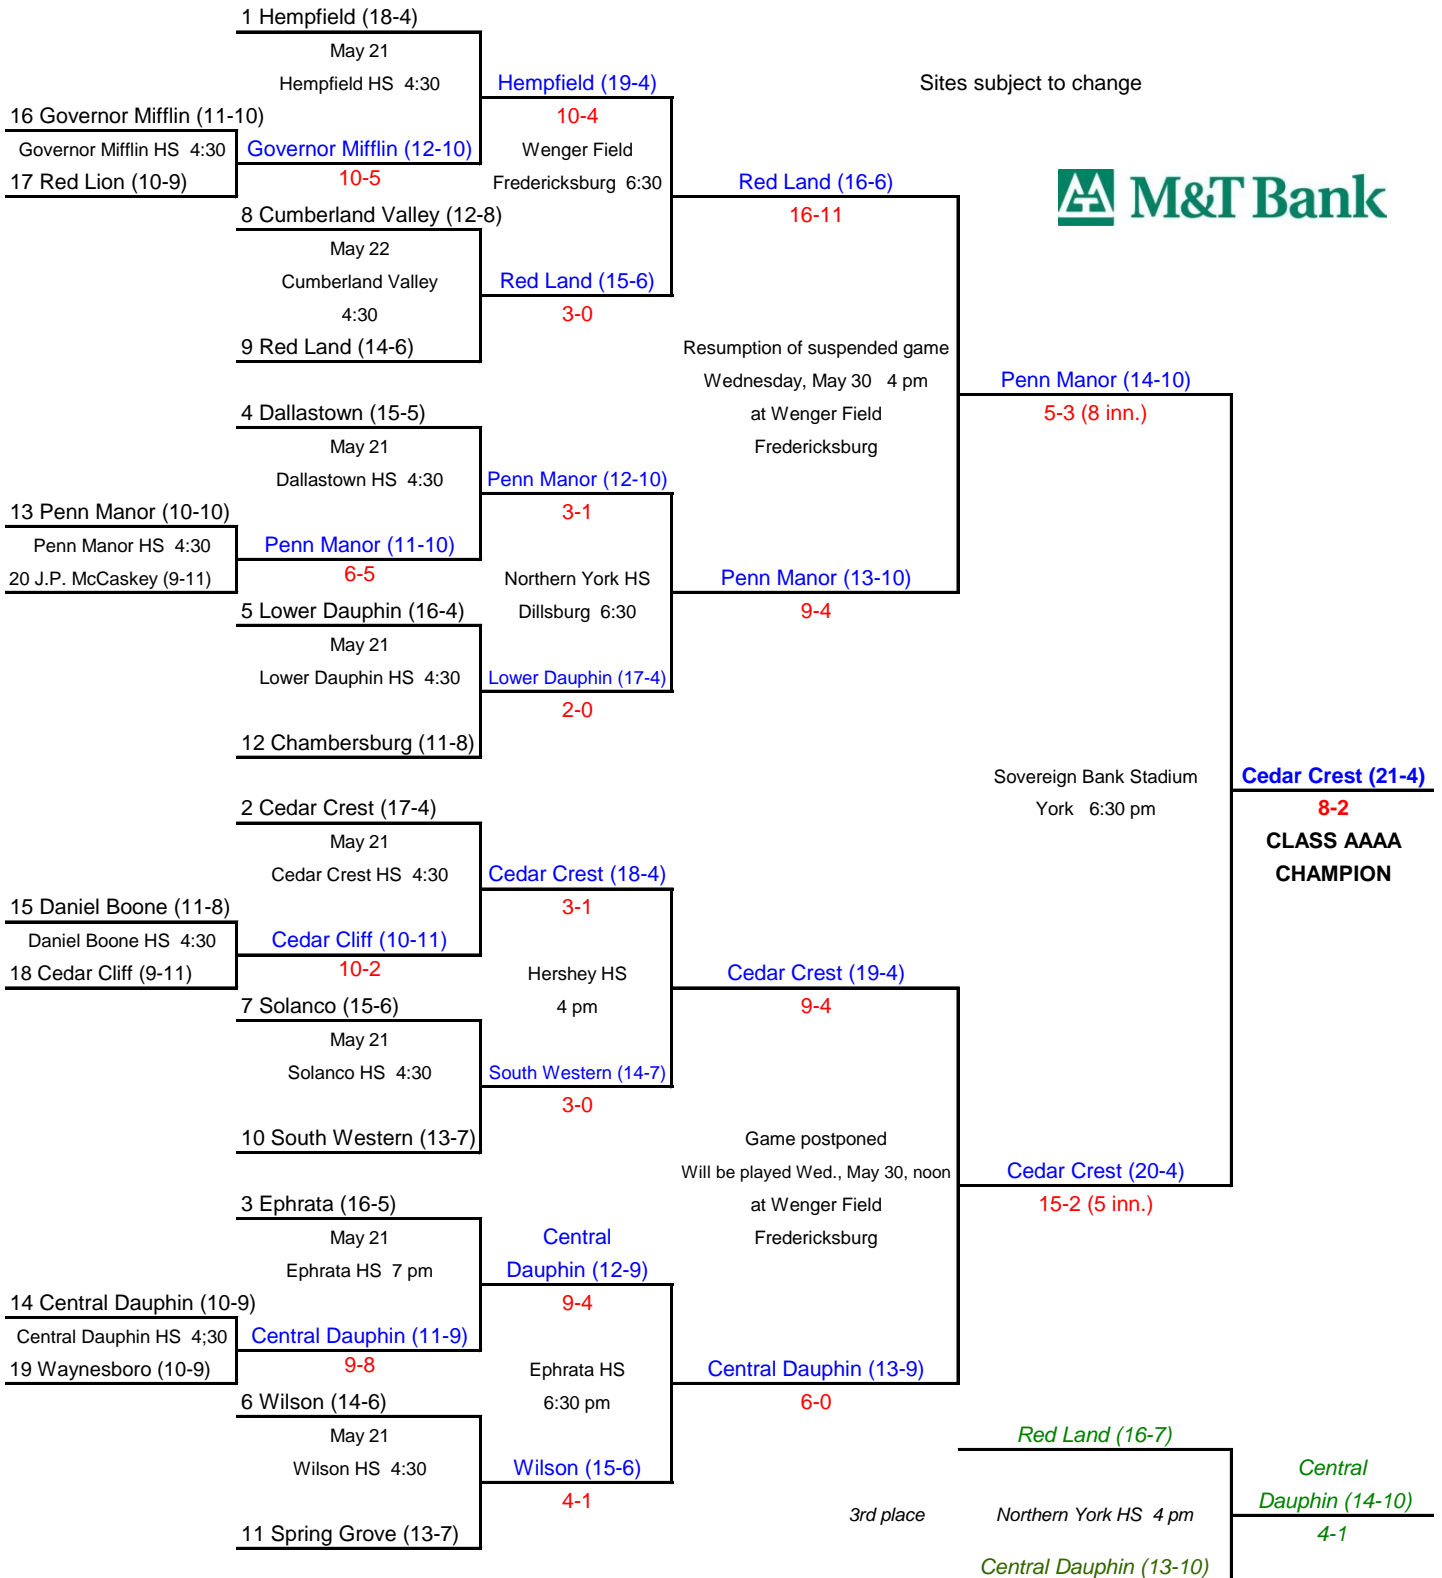 1 Hempfield (18-4)
May 21
Hempfield HS 4:30
Hempfield (19-4)
Sites subject to change
16 Governor Mifflin (11-10)
10-4
Governor Mifflin HS 4:30
Governor Mifflin (12-10)
Wenger Field
17 Red Lion (10-9)
10-5
Fredericksburg 6:30
Red Land (16-6)
M&T Bank
8 Cumberland Valley (12-8)
16-11
May 22
Cumberland Valley
Red Land (15-6)
4:30
3-0
9 Red Land (14-6)
Resumption of suspended game
Wednesday, May 30 4 pm
Penn Manor (14-10)
4 Dallastown (15-5)
at Wenger Field
5-3 (8 inn.)
May 21
Fredericksburg
Dallastown HS 4:30
Penn Manor (12-10)
13 Penn Manor (10-10)
3-1
Penn Manor HS 4:30
Penn Manor (11-10)
20 J.P. McCaskey (9-11)
6-5
Northern York HS
Penn Manor (13-10)
5 Lower Dauphin (16-4)
Dillsburg 6:30
9-4
May 21
Lower Dauphin HS 4:30
Lower Dauphin (17-4)
2-0
12 Chambersburg (11-8)
Sovereign Bank Stadium
Cedar Crest (21-4)
2 Cedar Crest (17-4)
York 6:30 pm
8-2
May 21
CLASS AAAA
Cedar Crest HS 4:30
Cedar Crest (18-4)
CHAMPION
15 Daniel Boone (11-8)
3-1
Daniel Boone HS 4:30
Cedar Cliff (10-11)
18 Cedar Cliff (9-11)
10-2
Hershey HS
Cedar Crest (19-4)
7 Solanco (15-6)
4 pm
9-4
May 21
Solanco HS 4:30
South Western (14-7)
3-0
10 South Western (13-7)
Game postponed
Will be played Wed., May 30, noon
Cedar Crest (20-4)
3 Ephrata (16-5)
at Wenger Field
15-2 (5 inn.)
May 21
Central
Fredericksburg
Ephrata HS 7 pm
Dauphin (12-9)
14 Central Dauphin (10-9)
9-4
Central Dauphin HS 4;30
Central Dauphin (11-9)
19 Waynesboro (10-9)
9-8
Ephrata HS
Central Dauphin (13-9)
6 Wilson (14-6)
6:30 pm
6-0
May 21
Red Land (16-7)
Wilson HS 4:30
Wilson (15-6)
Central
4-1
Dauphin (14-10)
3rd place
Northern York HS 4 pm
11 Spring Grove (13-7)
4-1
Central Dauphin (13-10)